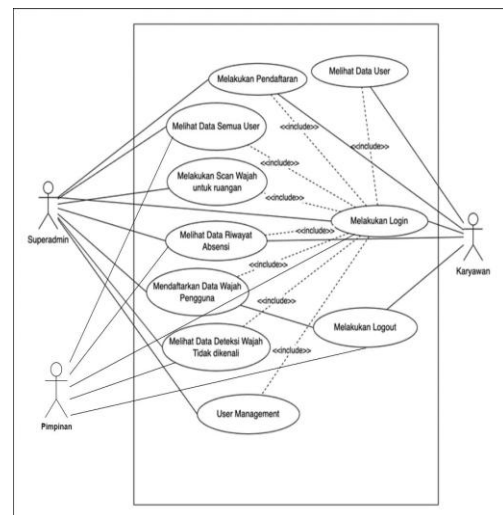 Melakukan Pendaftaran
Melihat Data User
Melihat Data Semua User
<<include>>
<<include>>
<<include>>
Melakukan Scan Wajah
untuk ruangan
<<include>>
Melakukan Login
Superadmin
Melihat Data Riwayat
Absensi
<<include>>
Karyawan
<<include>>
Mendaftarkan Data Wajah
Pengguna
<<include>>
Melakukan Logout
Melihat Data Deteksi Wajah
Tidak dikenali
<<include>>
Pimpinan
User Management